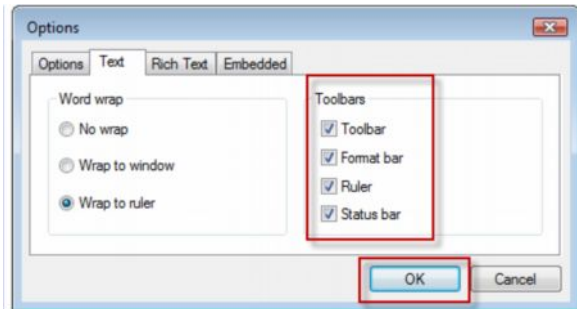 Options
Options Text Rich Text Embedded
Word wrap
No wrap
Wrap to window
Wrap to ruler
Toolbars
Toolbar
Format bar
Ruler
Status bar
OK Cancel